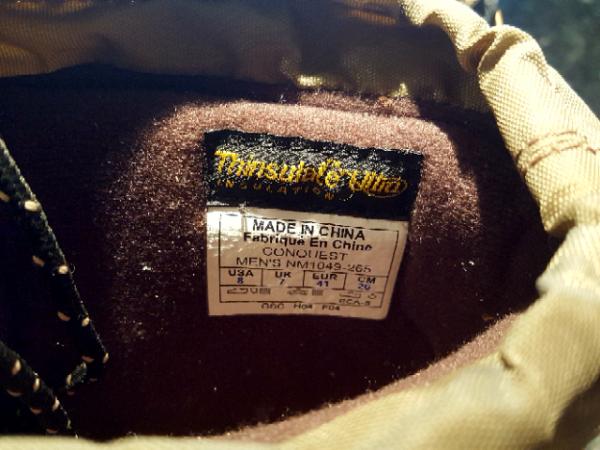 Thinsulate Ultra
INSULATION
MADE IN CHINA
Fabrique En Chine
CONQUEST
MEN'S NM1049-265
USA UK EUR CM
8 7 41 26